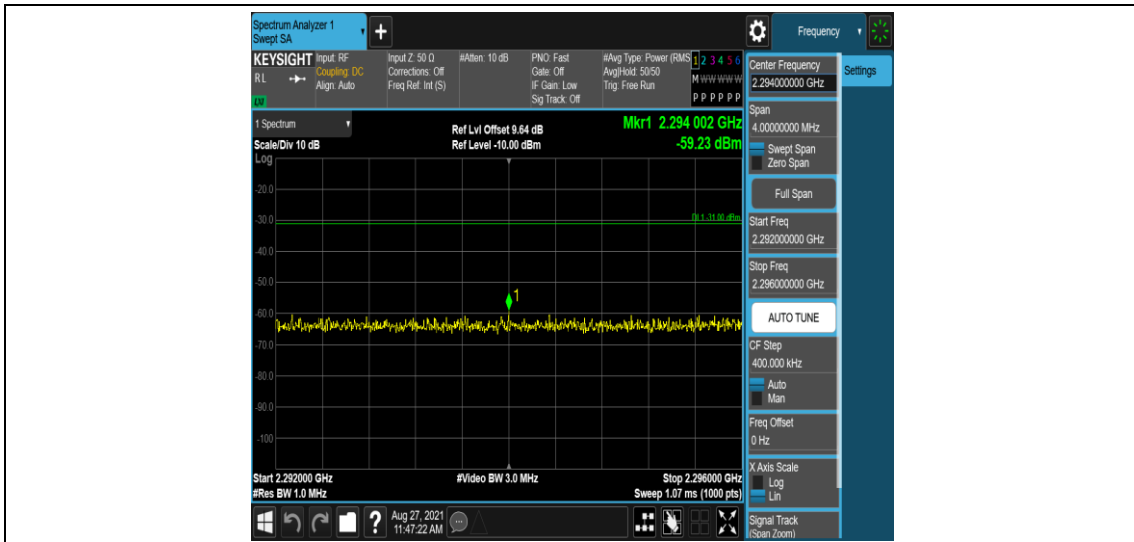 Spectrum Analyzer 1
Swept SA
+
Frequency
KEYSIGHT
RL
LM
Input: RF
Coupling: DC
Align: Auto
Input Z: 50 Ω
Corrections: Off
Freq Ref: Int (S)
#Atten: 10 dB
PNO: Fast
Gate: Off
IF Gain: Low
Sig Track: Off
#Avg Type: Power (RMS
Avg|Hold: 50/50
Trig: Free Run
1 2 3 4 5 6
M W W W W W
P P P P P P
1 Spectrum
Scale/Div 10 dB
Ref Lvl Offset 9.64 dB
Ref Level -10.00 dBm
Mkr1 2.294 002 GHz
-59.23 dBm
Log
-20.0
-30.0
DL1 -31.00 dBm
-40.0
-50.0
1
-60.0
-70.0
-80.0
-90.0
-100
Start 2.292000 GHz
#Res BW 1.0 MHz
#Video BW 3.0 MHz
Stop 2.296000 GHz
Sweep 1.07 ms (1000 pts)
?
Aug 27, 2021
11:47:22 AM
Center Frequency
2.294000000 GHz
Settings
Span
4.00000000 MHz
Swept Span
Zero Span
Full Span
Start Freq
2.292000000 GHz
Stop Freq
2.296000000 GHz
AUTO TUNE
CF Step
400.000 kHz
Auto
Man
Freq Offset
0 Hz
X Axis Scale
Log
Lin
Signal Track
(Span Zoom)